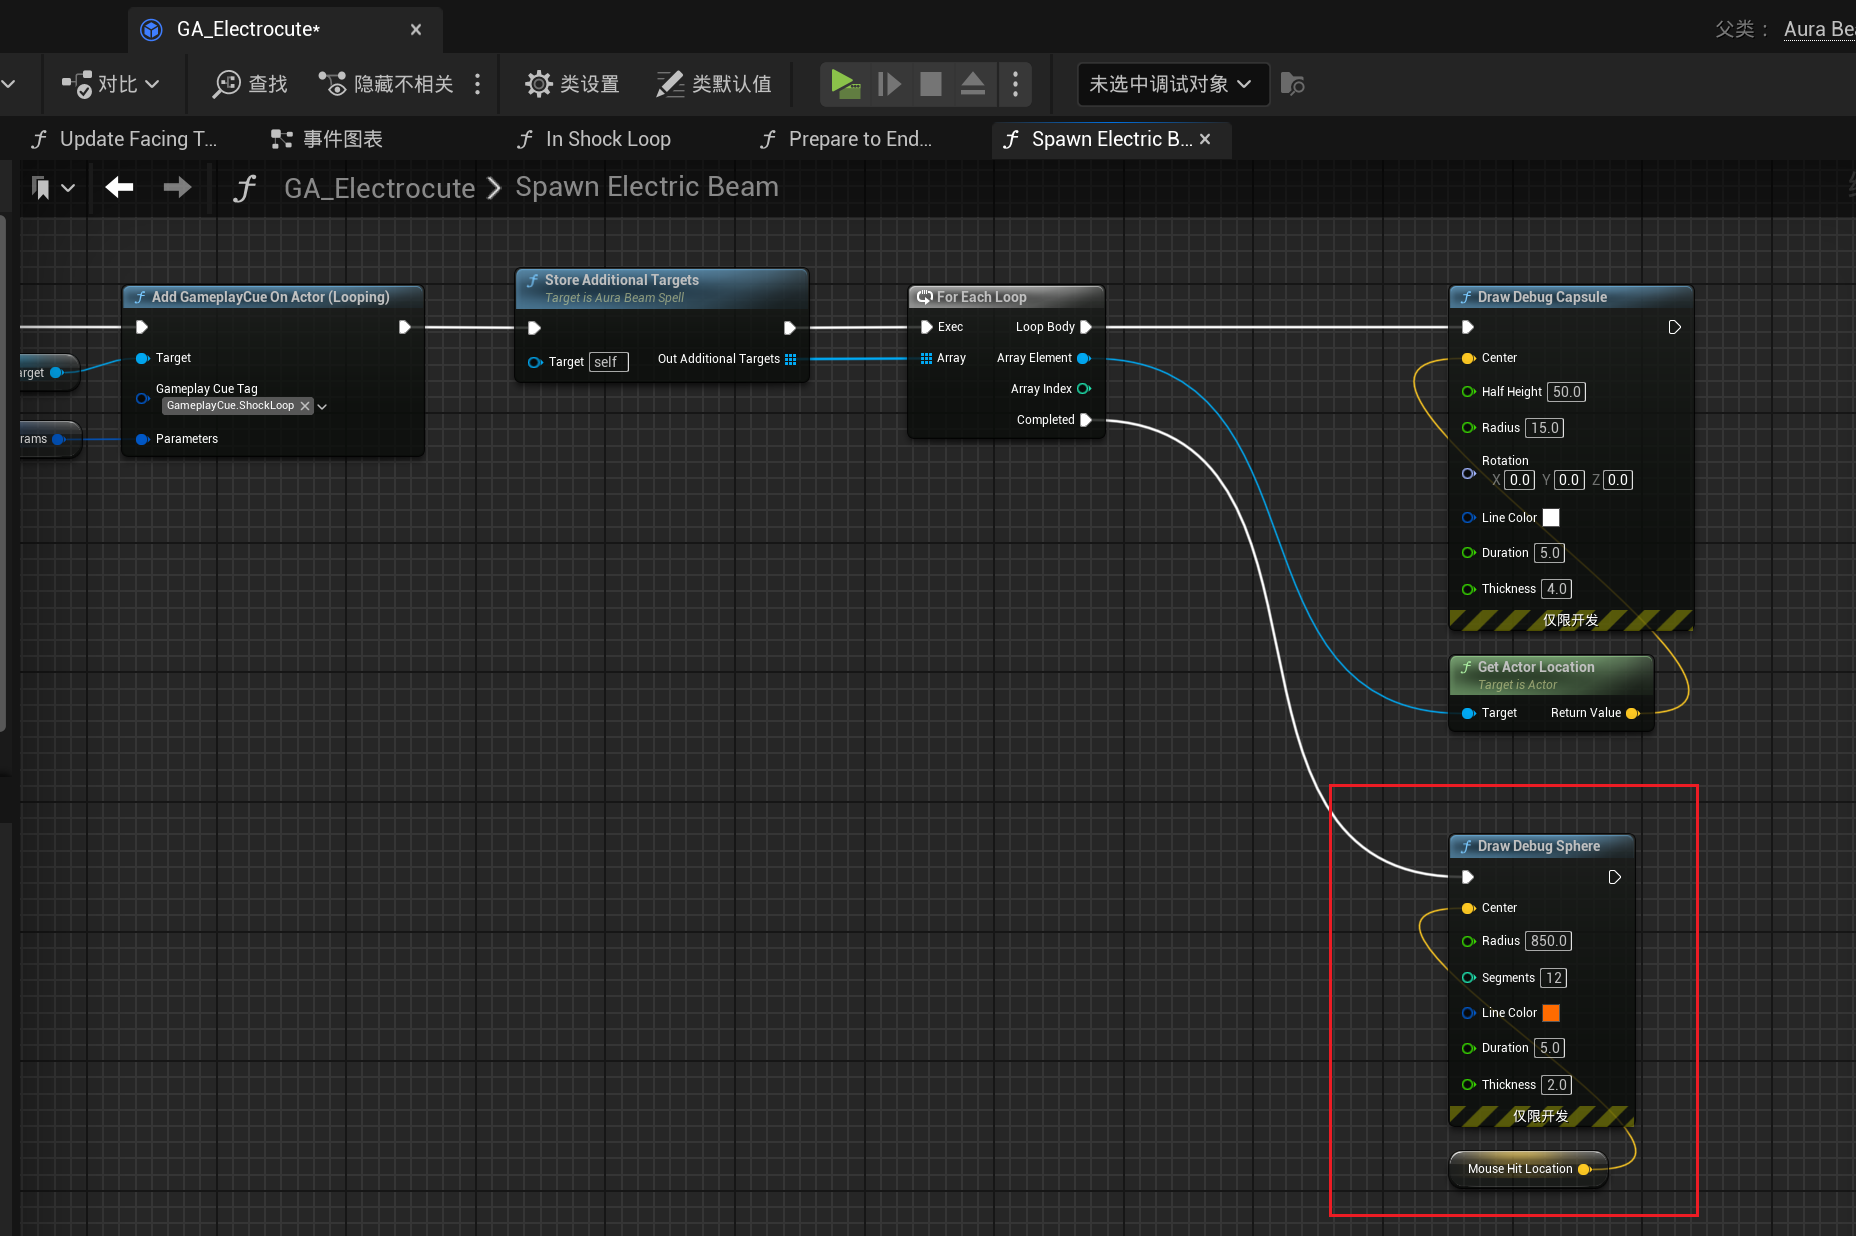 GA_Electrocute*
父类：
Aura Be
对比
查找
隐藏不相关
类设置
类默认值
未选中调试对象
Update Facing T...
事件图表
In Shock Loop
Prepare to End...
Spawn Electric B...
GA_Electrocute
Spawn Electric Beam
Add GameplayCue On Actor (Looping)
Target
Gameplay Cue Tag
GameplayCue.ShockLoop
Parameters
arget
rams
Store Additional Targets
Target is Aura Beam Spell
Target self
Out Additional Targets
For Each Loop
Exec
Loop Body
Array
Array Element
Array Index
Completed
Draw Debug Capsule
Center
Half Height 50.0
Radius 15.0
Rotation
X 0.0 Y 0.0 Z 0.0
Line Color
Duration 5.0
Thickness 4.0
仅限开发
Get Actor Location
Target is Actor
Target
Return Value
Draw Debug Sphere
Center
Radius 850.0
Segments 12
Line Color
Duration 5.0
Thickness 2.0
仅限开发
Mouse Hit Location